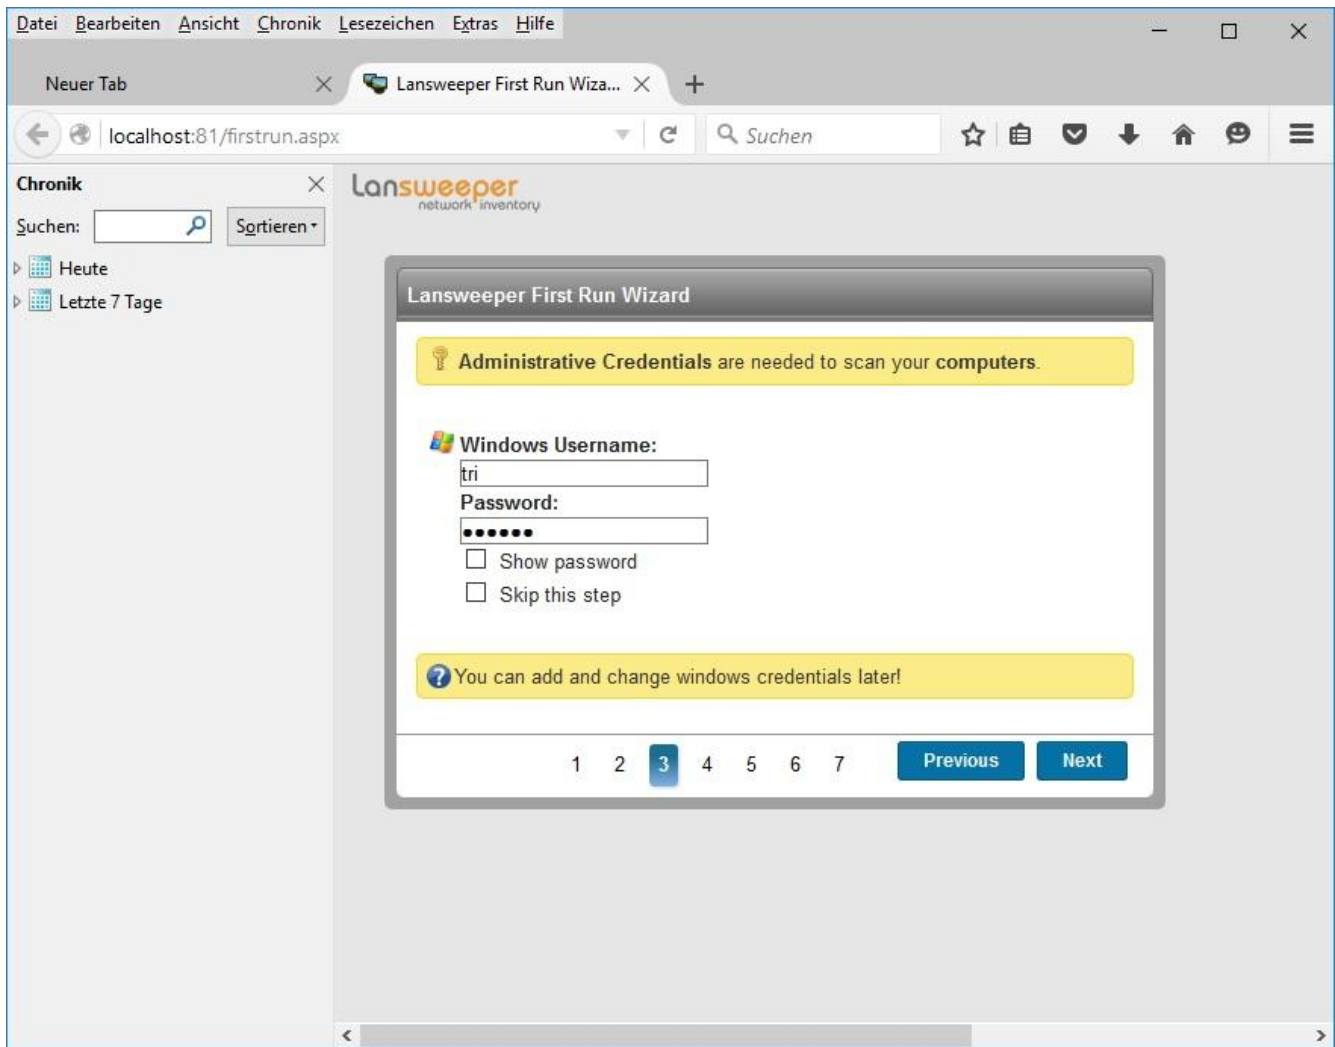 Datei Bearbeiten Ansicht Chronik Lesezeichen Extras Hilfe
Neuer Tab
Lansweeper First Run Wiza...
localhost:81/firstrun.aspx
Suchen
Chronik
Suchen:
Sortieren
Heute
Letzte 7 Tage
Lansweeper
network inventory
Lansweeper First Run Wizard
Administrative Credentials are needed to scan your computers.
Windows Username:
tri
Password:
••••••
Show password
Skip this step
You can add and change windows credentials later!
1 2 3 4 5 6 7 Previous Next